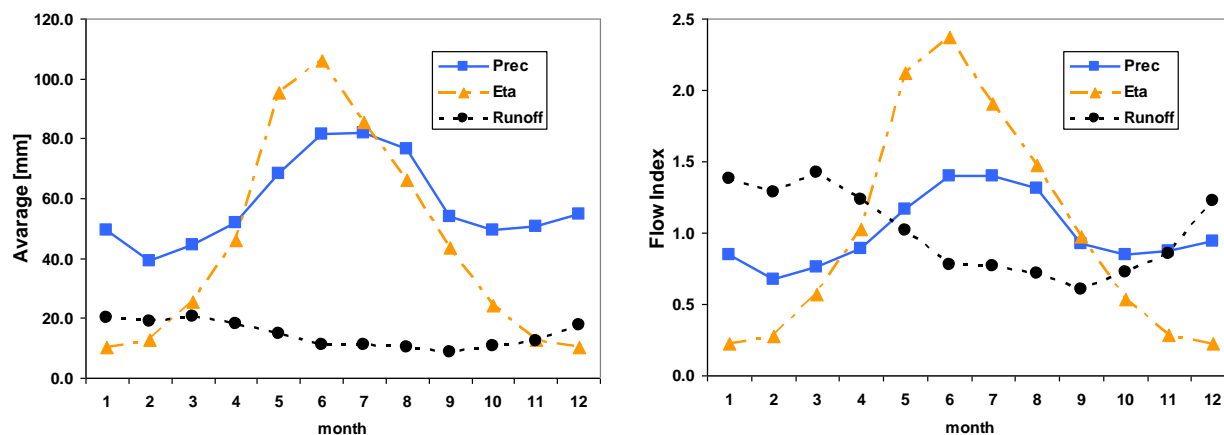 120.0
100.0
80.0
60.0
40.0
20.0
0.0
Avarage [mm]
Prec
Eta
Runoff
1 2 3 4 5 6 7 8 9 10 11 12
month
2.5
2.0
1.5
1.0
0.5
0.0
Flow Index
Prec
Eta
Runoff
1 2 3 4 5 6 7 8 9 10 11 12
month